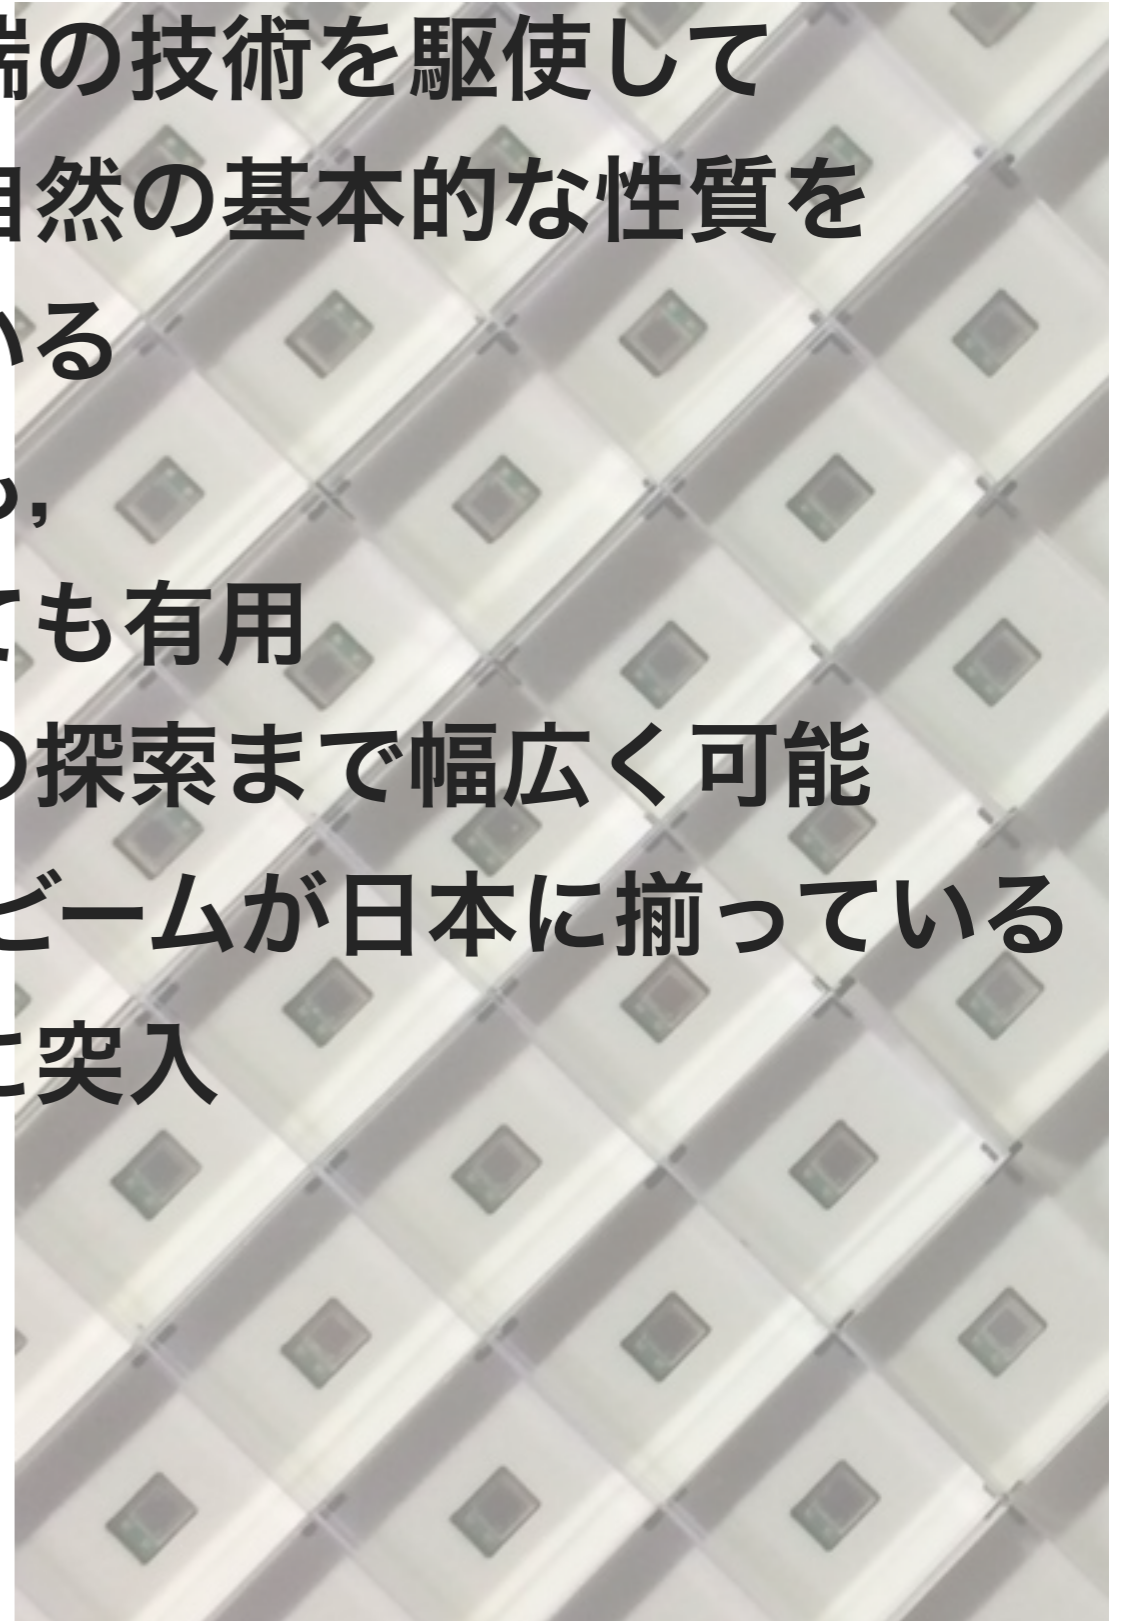 端の技術を駆使して
自然の基本的な性質を
いる
も,
ても有用
の探索まで幅広く可能
ビームが日本に揃っている
に突入